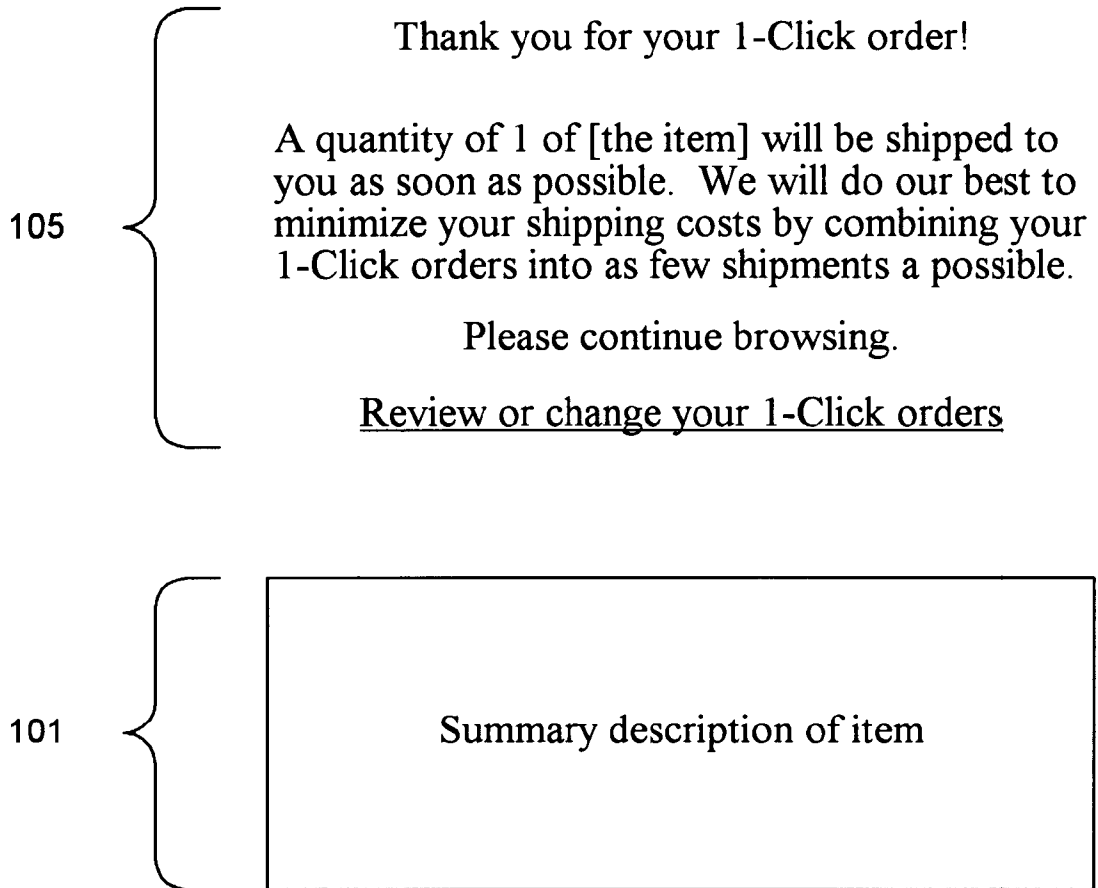 Thank you for your 1-Click order!
A quantity of 1 of [the item] will be shipped to
you as soon as possible. We will do our best to
105 minimize your shipping costs by combining your
1-Click orders into as few shipments a possible.
Please continue browsing.
Review or change your 1-Click orders
101 Summary description of item